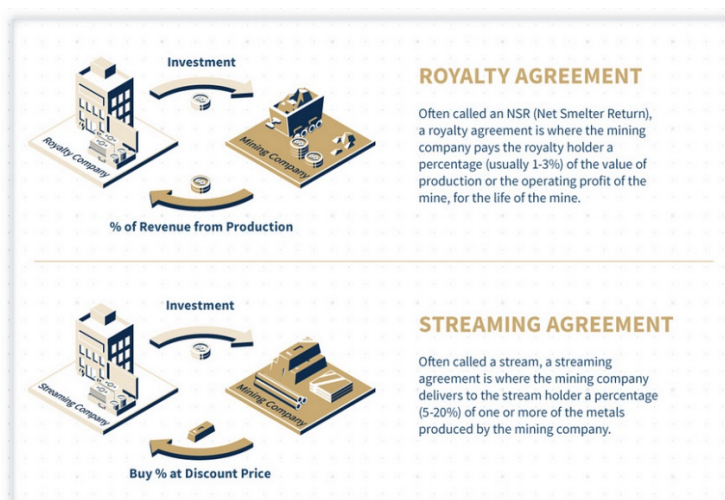 Investment
Royalty Company
Mining Company
% of Revenue from Production
ROYALTY AGREEMENT
Often called an NSR (Net Smelter Return),
a royalty agreement is where the mining
company pays the royalty holder a
percentage (usually 1-3%) of the value of
production or the operating profit of the
mine, for the life of the mine.
Investment
Streaming Company
Mining Company
Buy % at Discount Price
STREAMING AGREEMENT
Often called a stream, a streaming
agreement is where the mining company
delivers to the stream holder a percentage
(5-20%) of one or more of the metals
produced by the mining company.